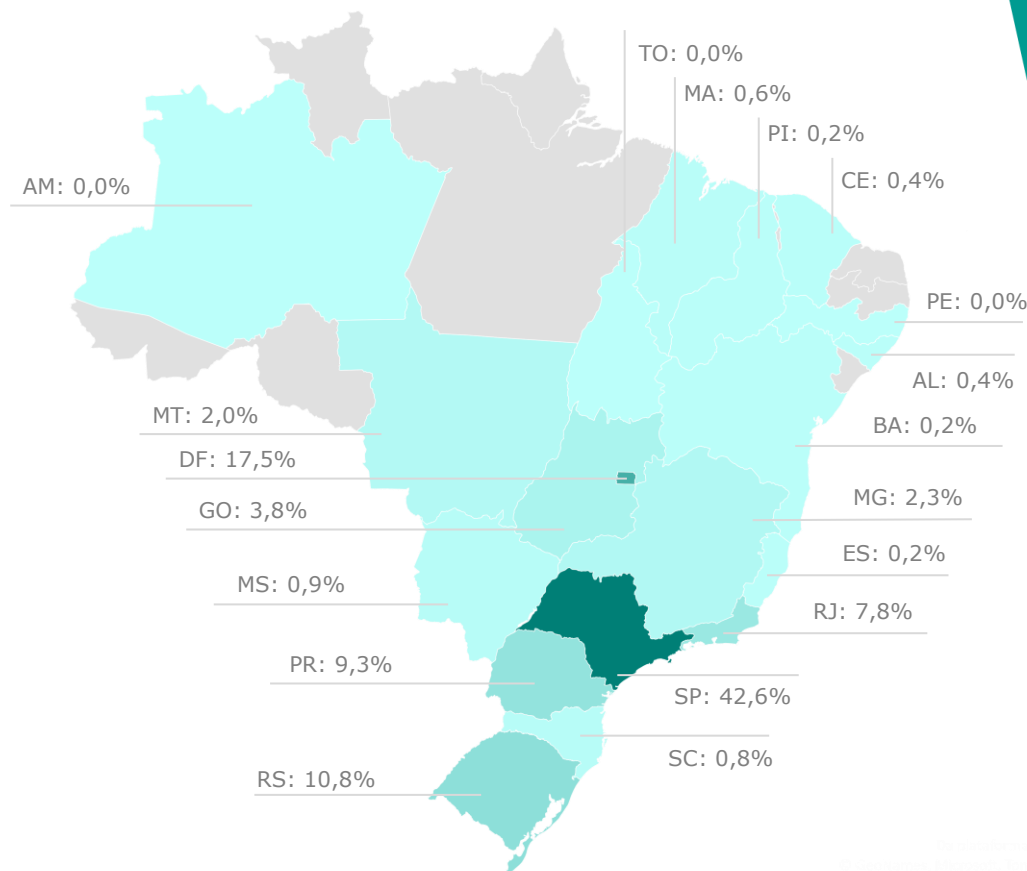 TO: 0,0%
MA: 0,6%
PI: 0,2%
CE: 0,4%
AM: 0,0%
PE: 0,0%
AL: 0,4%
MT: 2,0%
BA: 0,2%
DF: 17,5%
MG: 2,3%
GO: 3,8%
ES: 0,2%
MS: 0,9%
RJ: 7,8%
PR: 9,3%
SP: 42,6%
SC: 0,8%
RS: 10,8%